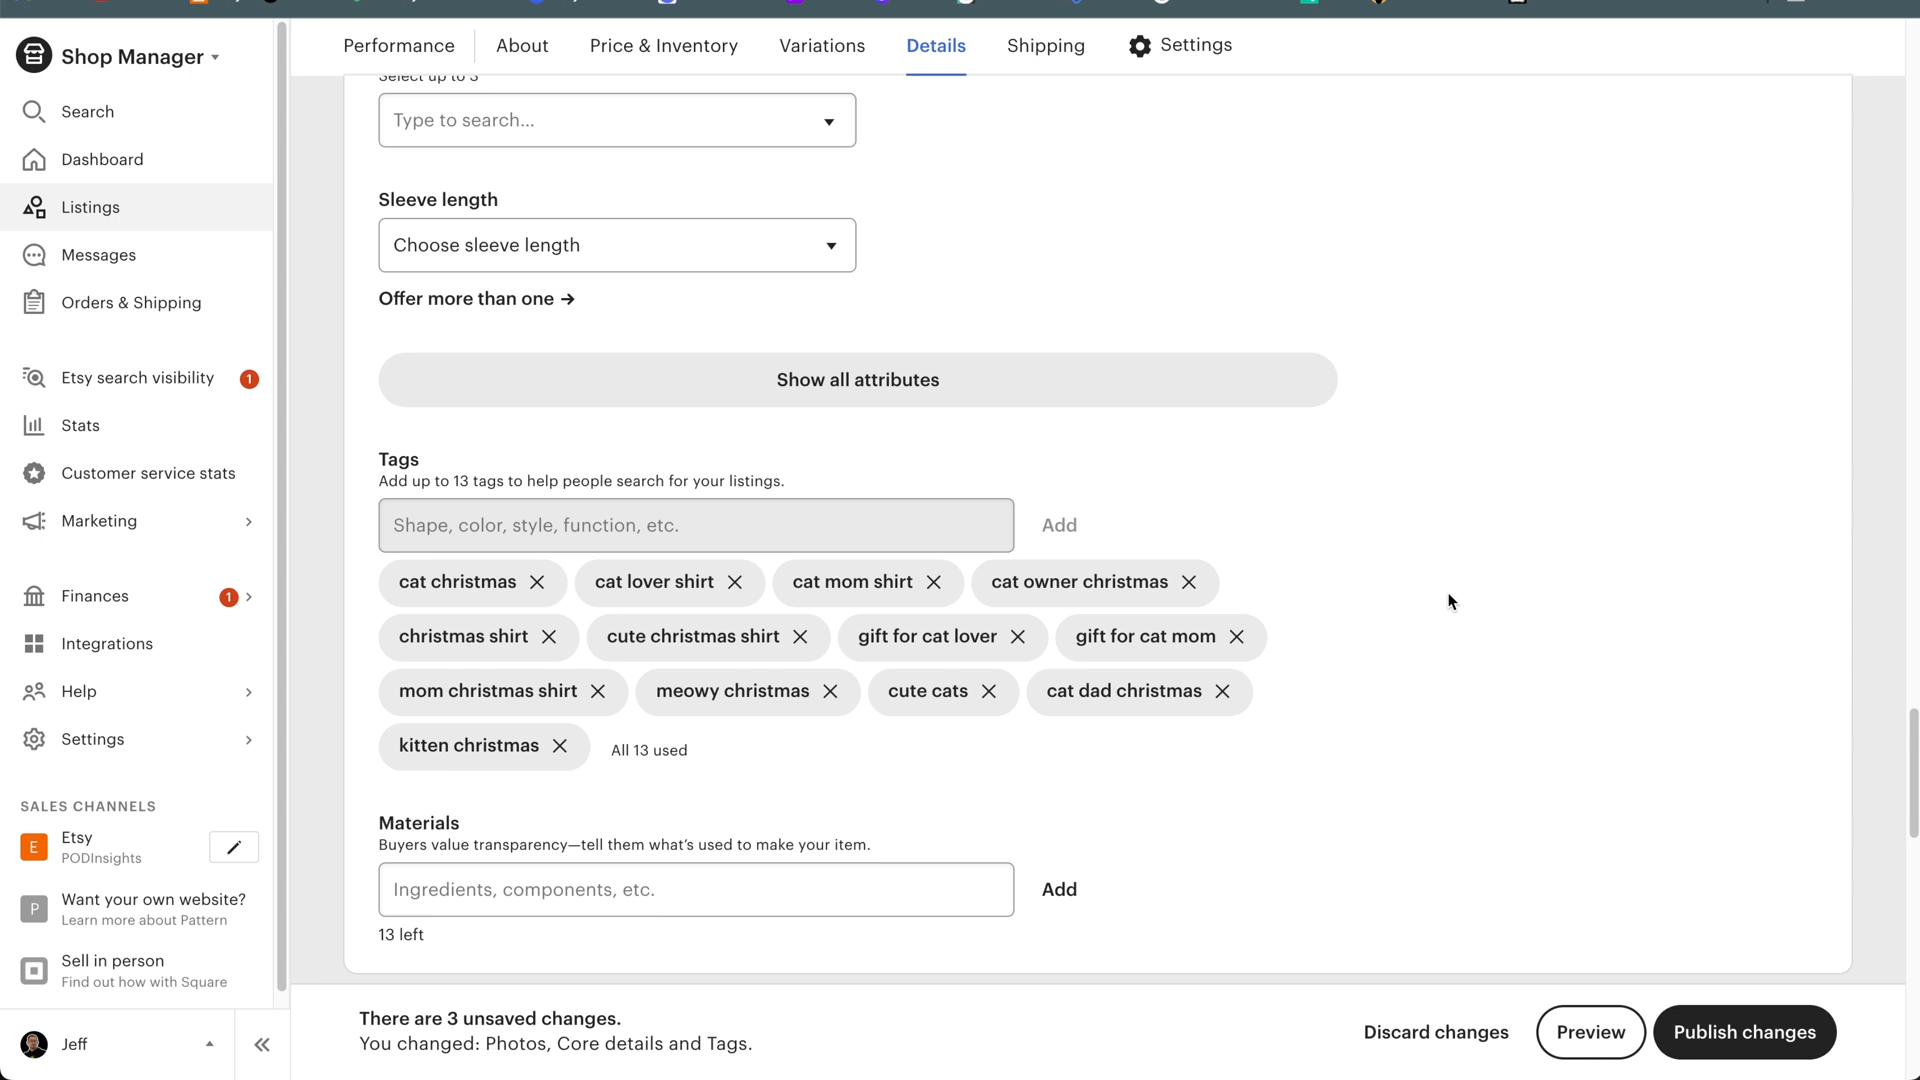 Shop Manager
Search
Dashboard
Listings
Messages
Orders & Shipping
Etsy search visibility 1
Stats
Customer service stats
Marketing
Finances 1
Integrations
Help
Settings
SALES CHANNELS
E
Etsy
PODInsights
P
Want your own website?
Learn more about Pattern
Sell in person
Find out how with Square
Jeff
Performance About Price & Inventory Variations Details Shipping Settings
Select up to 3
Type to search...
Sleeve length
Choose sleeve length
Offer more than one →
Show all attributes
Tags
Add up to 13 tags to help people search for your listings.
Shape, color, style, function, etc. Add
cat christmas cat lover shirt cat mom shirt cat owner christmas
christmas shirt cute christmas shirt gift for cat lover gift for cat mom
mom christmas shirt meowy christmas cute cats cat dad christmas
kitten christmas All 13 used
Materials
Buyers value transparency—tell them what's used to make your item.
Ingredients, components, etc. Add
13 left
There are 3 unsaved changes.
You changed: Photos, Core details and Tags.
Discard changes Preview Publish changes